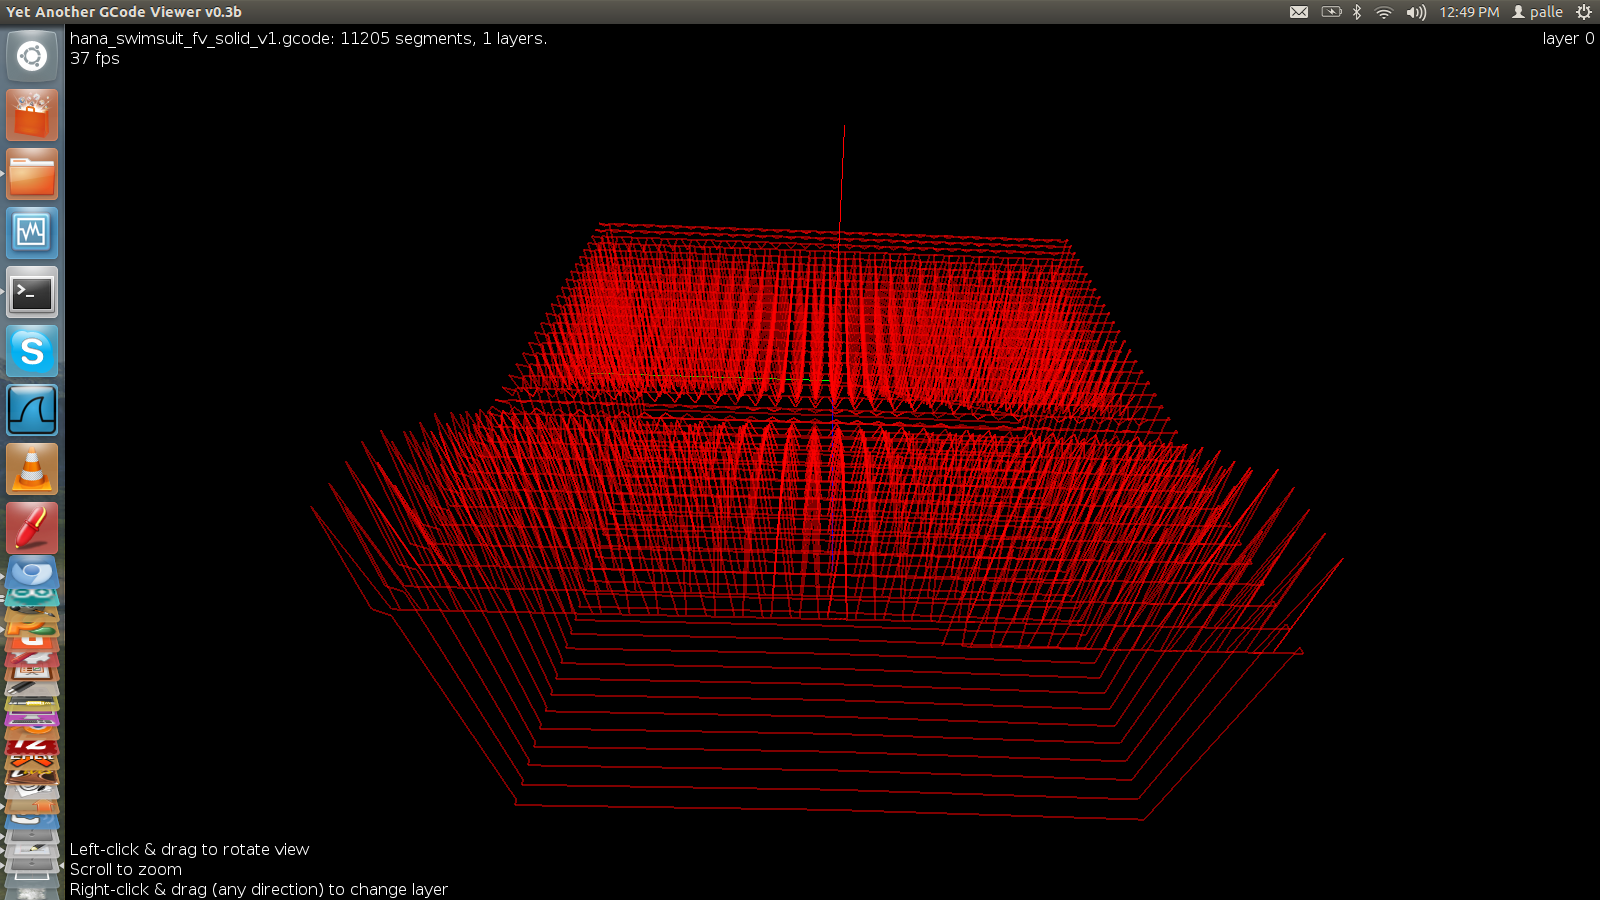 Yet Another GCode Viewer v0.3b
12:49 PM
palle
hana_swimsuit_fv_solid_v1.gcode: 11205 segments, 1 layers.
layer 0
37 fps
>_
S
Left-click & drag to rotate view
Scroll to zoom
Right-click & drag (any direction) to change layer